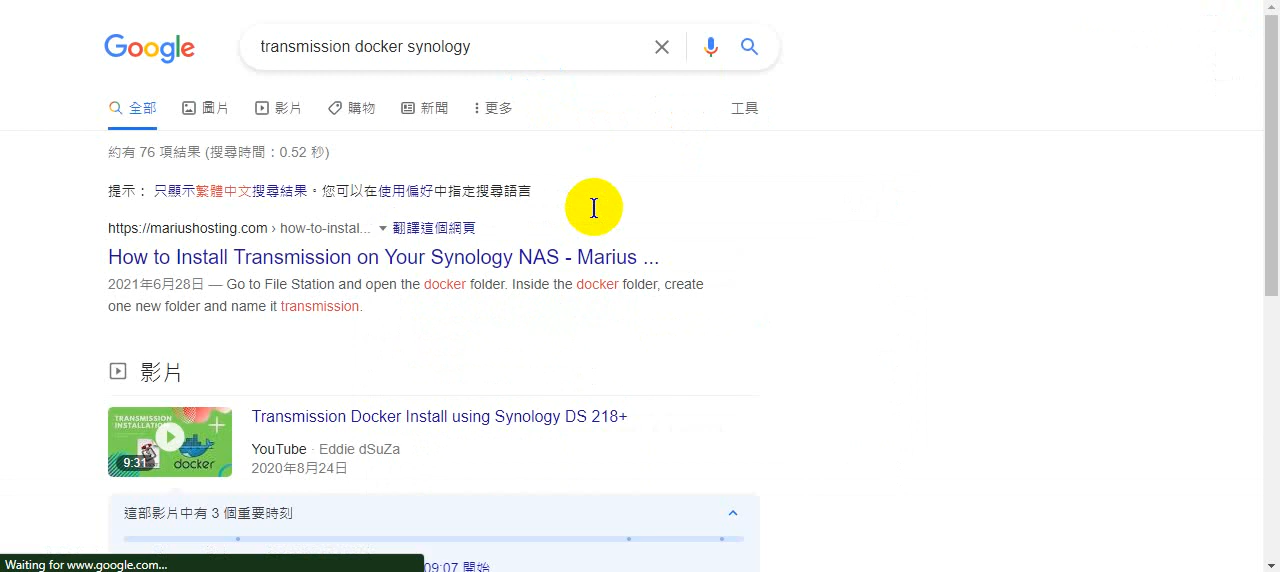 Google
transmission docker synology
全部 圖片 影片 購物 新聞 更多 工具
約有 76 項結果 (搜尋時間：0.52 秒)
提示： 只顯示繁體中文搜尋結果。您可以在使用偏好中指定搜尋語言
https://mariushosting.com › how-to-instal... 翻譯這個網頁
How to Install Transmission on Your Synology NAS - Marius ...
2021年6月28日 — Go to File Station and open the docker folder. Inside the docker folder, create
one new folder and name it transmission.
影片
TRANSMISSION
INSTALLATION
docker
9:31
Transmission Docker Install using Synology DS 218+
YouTube · Eddie dSuZa
2020年8月24日
這部影片中有 3 個重要時刻
09:07 開始
Waiting for www.google.com...